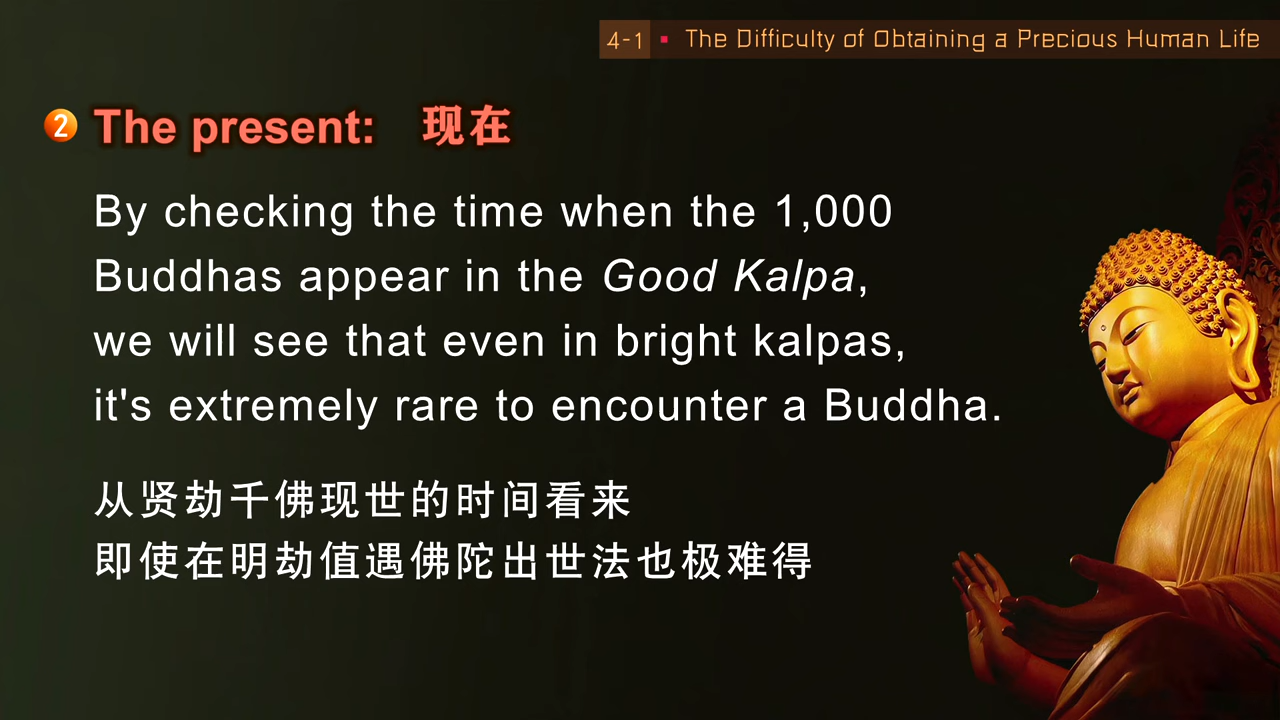 4-1 ▪ The Difficulty of Obtaining a Precious Human Life
2 The present: 现在
By checking the time when the 1,000
Buddhas appear in the Good Kalpa,
we will see that even in bright kalpas,
it's extremely rare to encounter a Buddha.
从贤劫千佛现世的时间看来
即使在明劫值遇佛陀出世法也极难得